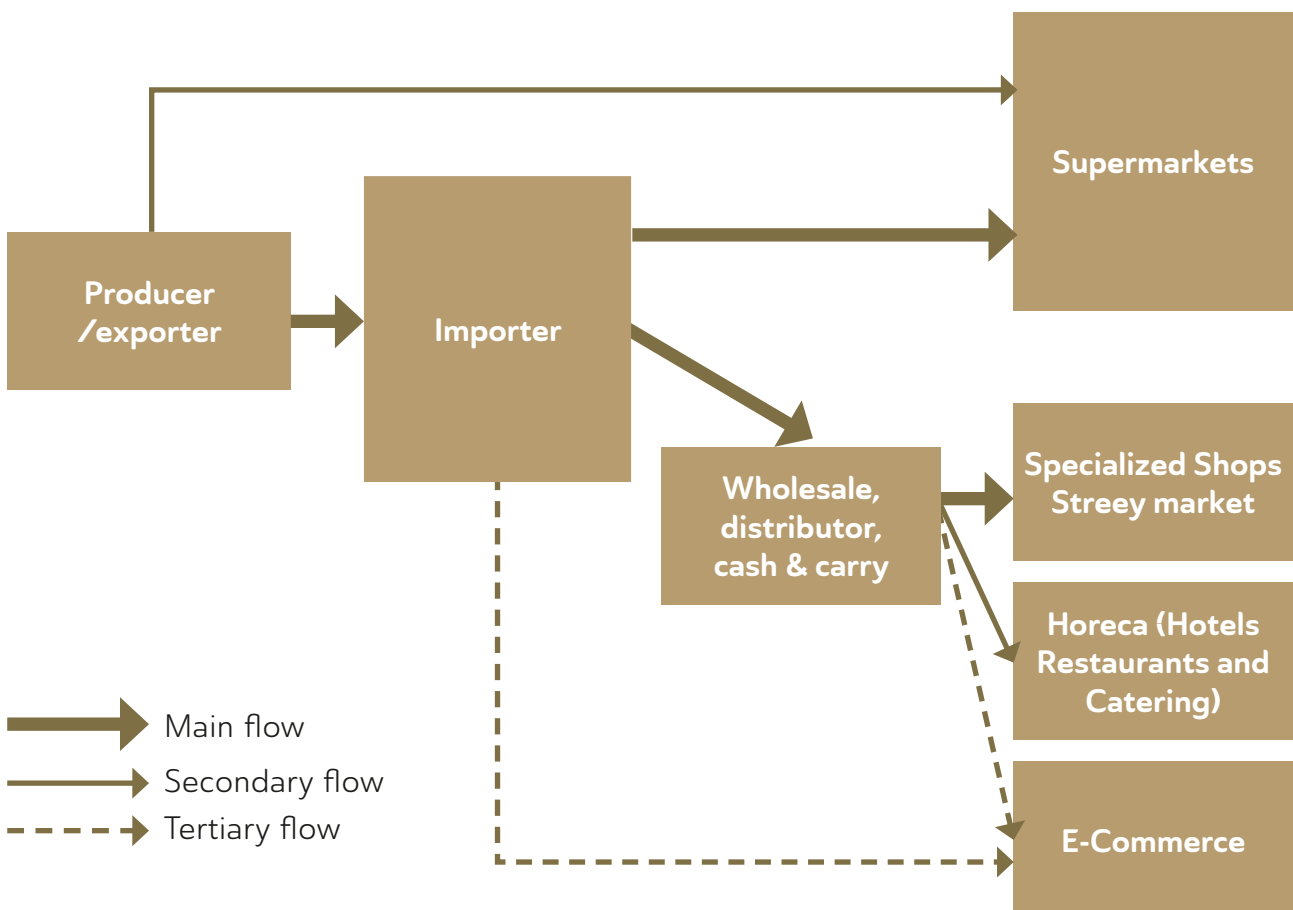 Supermarkets
Producer
/exporter
Importer
Wholesale,
distributor,
cash & carry
Specialized Shops
Streey market
Horeca (Hotels
Restaurants and
Catering)
E-Commerce
Main flow
Secondary flow
Tertiary flow